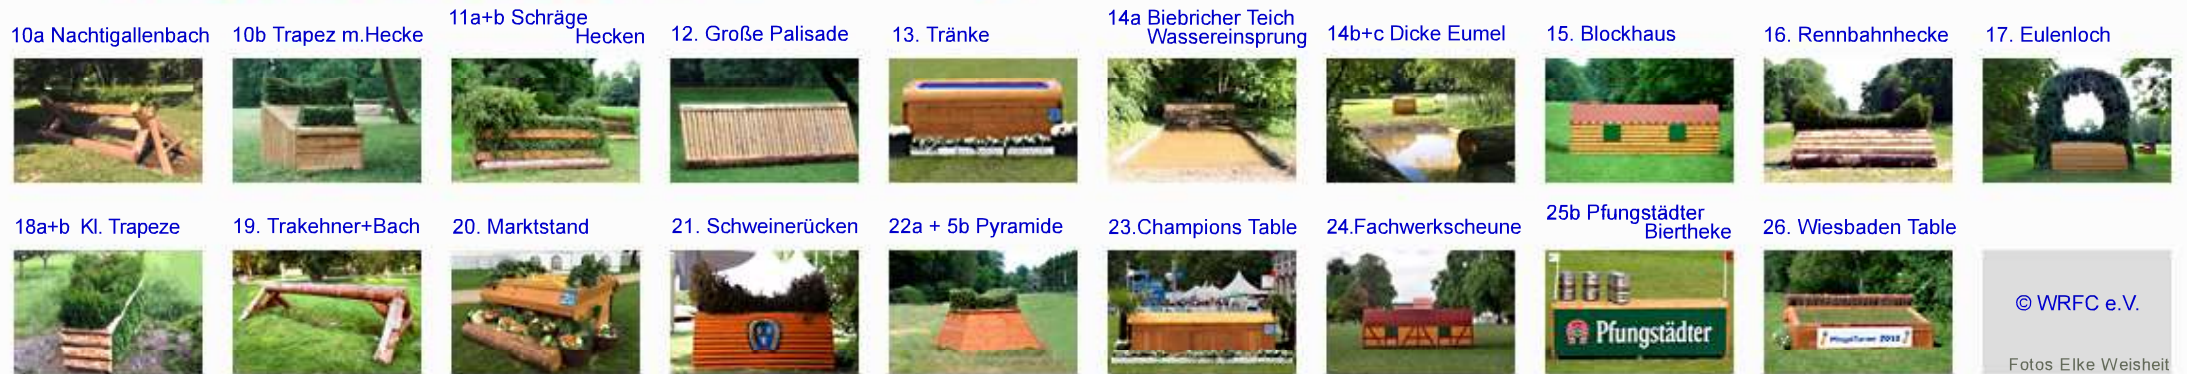 10a Nachtigallenbach
10b Trapez m.Hecke
11a+b Schräge
Hecken
12. Große Palisade
13. Tränke
14a Biebricher Teich
Wassereinsprung
14b+c Dicke Eumel
15. Blockhaus
16. Rennbahnhecke
17. Eulenloch
18a+b Kl. Trapeze
19. Trakehner+Bach
20. Marktstand
21. Schweinerücken
22a + 5b Pyramide
23.Champions Table
24.Fachwerkscheune
25b Pfungstädter
Biertheke
Pfungstädter
26. Wiesbaden Table
© WRFC e.V.
Fotos Elke Weisheit